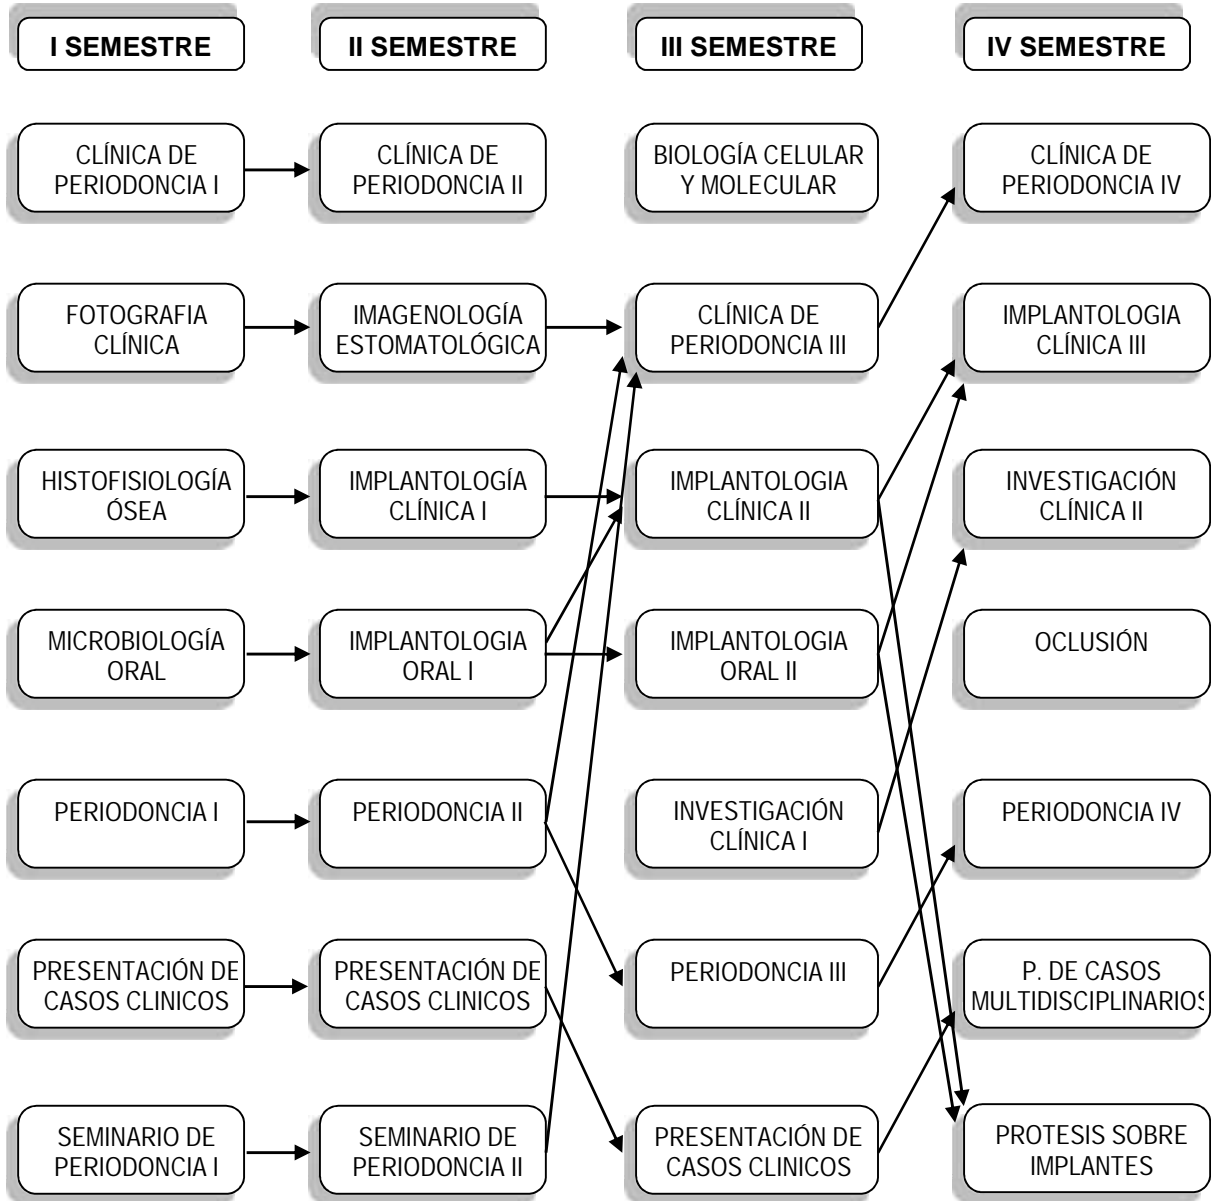 I SEMESTRE
II SEMESTRE
III SEMESTRE
IV SEMESTRE
CLÍNICA DE
PERIODONCIA I
CLÍNICA DE
PERIODONCIA II
BIOLOGÍA CELULAR
Y MOLECULAR
CLÍNICA DE
PERIODONCIA IV
FOTOGRAFIA
CLÍNICA
IMAGENOLOGÍA
ESTOMATOLÓGICA
CLÍNICA DE
PERIODONCIA III
IMPLANTOLOGIA
CLÍNICA III
HISTOFISIOLOGÍA
ÓSEA
IMPLANTOLOGÍA
CLÍNICA I
IMPLANTOLOGIA
CLÍNICA II
INVESTIGACIÓN
CLÍNICA II
MICROBIOLOGÍA
ORAL
IMPLANTOLOGIA
ORAL I
IMPLANTOLOGIA
ORAL II
OCLUSIÓN
PERIODONCIA I
PERIODONCIA II
INVESTIGACIÓN
CLÍNICA I
PERIODONCIA IV
PRESENTACIÓN DE
CASOS CLINICOS
PRESENTACIÓN DE
CASOS CLINICOS
PERIODONCIA III
P. DE CASOS
MULTIDISCIPLINARIOS
SEMINARIO DE
PERIODONCIA I
SEMINARIO DE
PERIODONCIA II
PRESENTACIÓN DE
CASOS CLINICOS
PROTESIS SOBRE
IMPLANTES